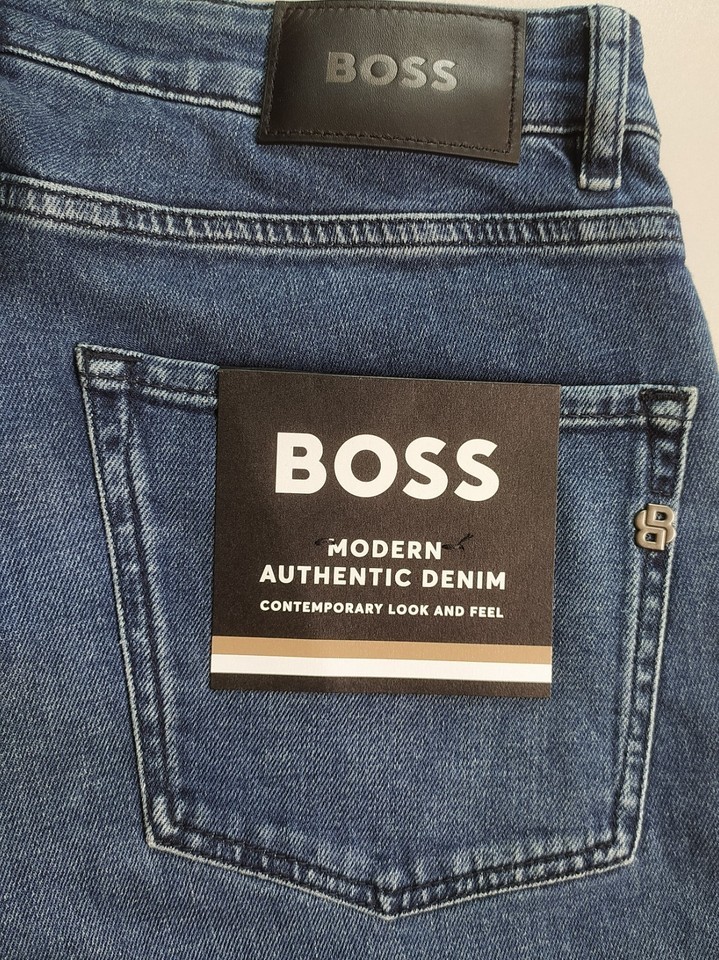 BOSS
BOSS
MODERN
AUTHENTIC DENIM
CONTEMPORARY LOOK AND FEEL